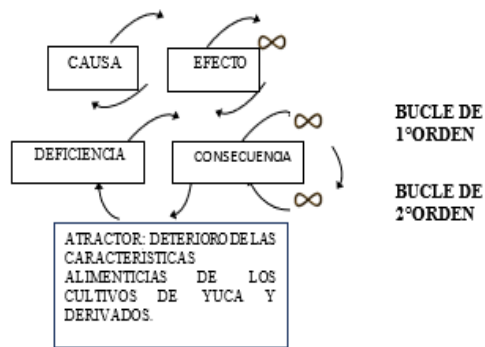 CAUSA
EFECTO
∞
BUCLE DE
1°ORDEN
∞
DEFICIENCIA
CONSECUENCIA
BUCLE DE
2°ORDEN
∞
ATRACTOR: DETERIORO DE LAS
CARACTERISTICAS
ALIMENTICIAS DE LOS
CULTIVOS DE YUCA Y
DERIVADOS.